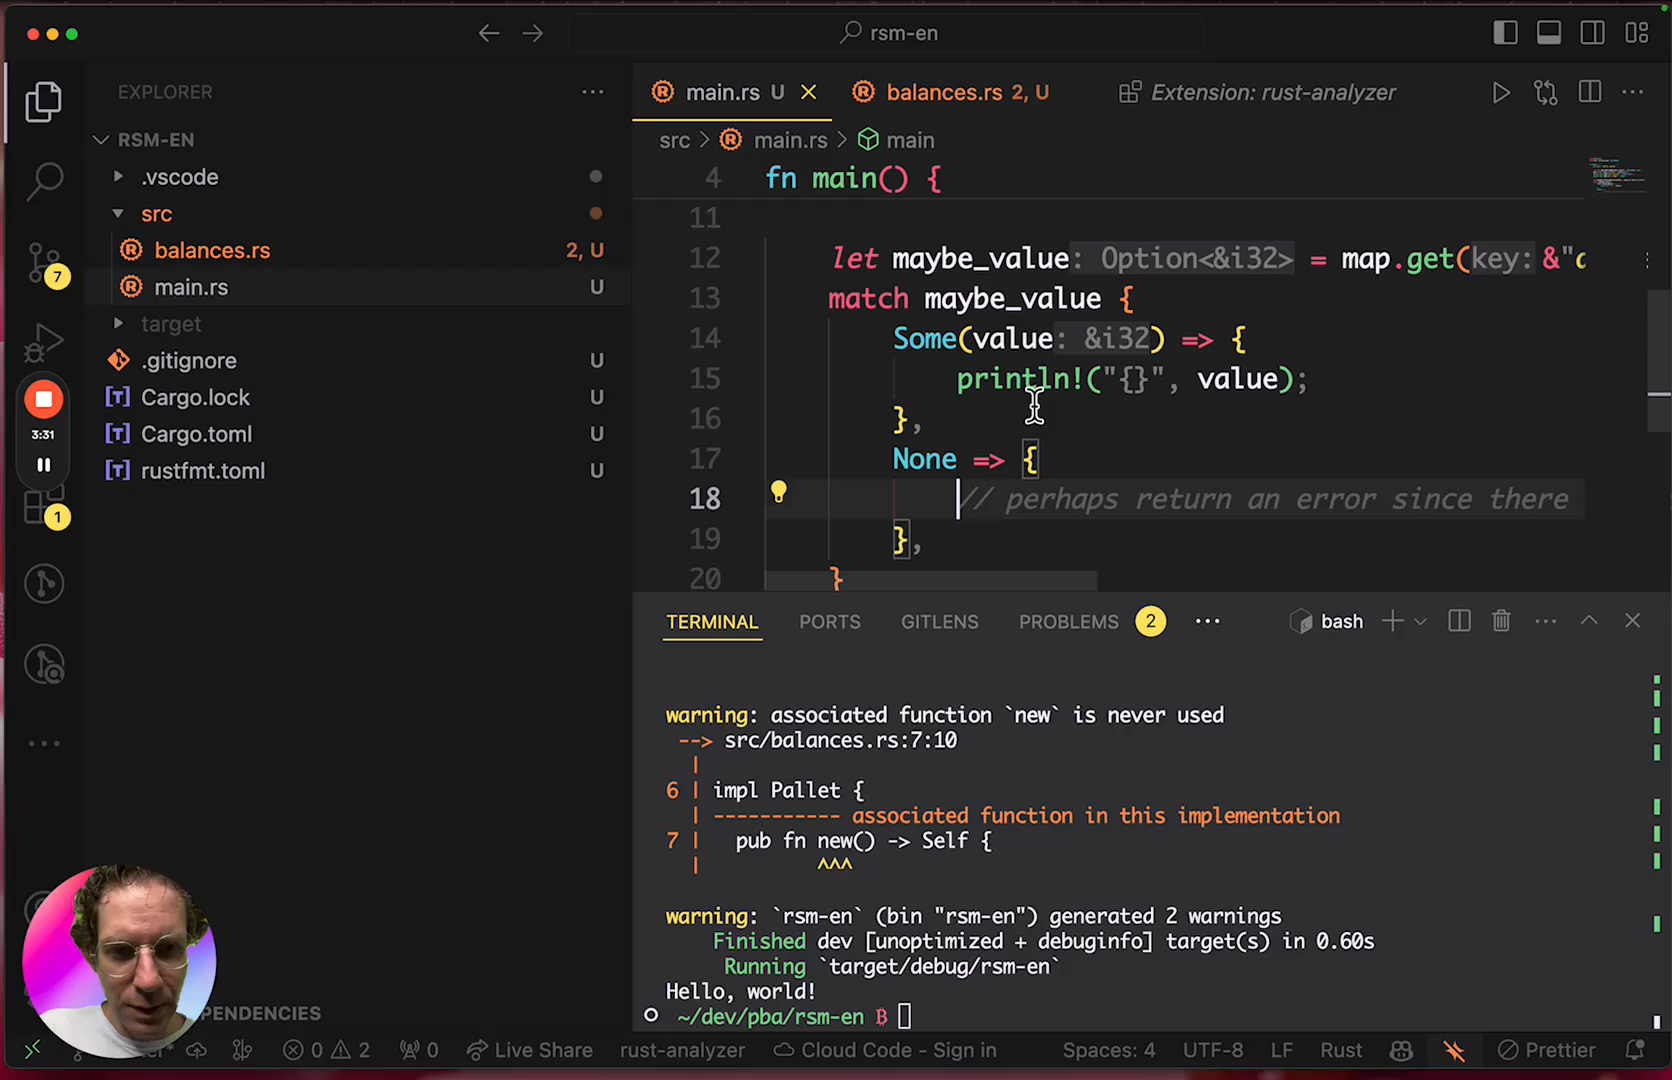 rsm-en
EXPLORER
RSM-EN
.vscode
src
balances.rs 2, U
main.rs U
target
.gitignore U
Cargo.lock U
Cargo.toml U
rustfmt.toml U
7
3:31
1
PENDENCIES
main.rs U
balances.rs 2, U
Extension: rust-analyzer
src > main.rs > main
4 fn main() {
11
12 let maybe_value: Option<&i32> = map.get(key: &"
13 match maybe_value {
14 Some(value: &i32) => {
15 println!("{}", value);
16 },
17 None => {
18 // perhaps return an error since there
19 },
20 }
TERMINAL PORTS GITLENS PROBLEMS 2 bash
warning: associated function `new` is never used
--> src/balances.rs:7:10
|
6 | impl Pallet {
| ----------- associated function in this implementation
7 | pub fn new() -> Self {
| ^^^
warning: `rsm-en` (bin "rsm-en") generated 2 warnings
Finished dev [unoptimized + debuginfo] target(s) in 0.60s
Running `target/debug/rsm-en`
Hello, world!
~/dev/pba/rsm-en ₿
0 2 0 Live Share rust-analyzer Cloud Code - Sign in Spaces: 4 UTF-8 LF Rust Prettier